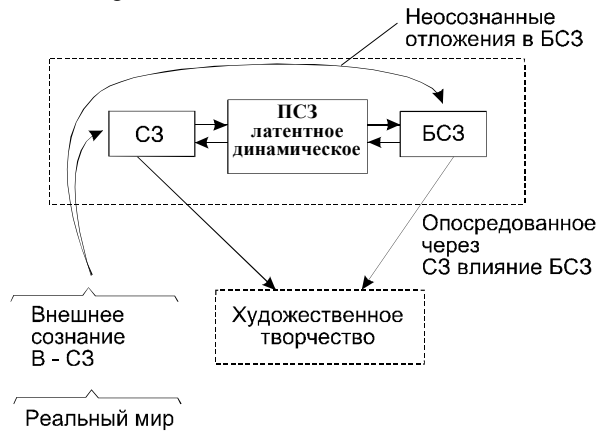 Неосознанные
отложения в БСЗ
СЗ
ПСЗ
латентное
динамическое
БСЗ
Опосредованное
через
СЗ влияние БСЗ
Внешнее
сознание
В - СЗ
Художественное
творчество
Реальный мир